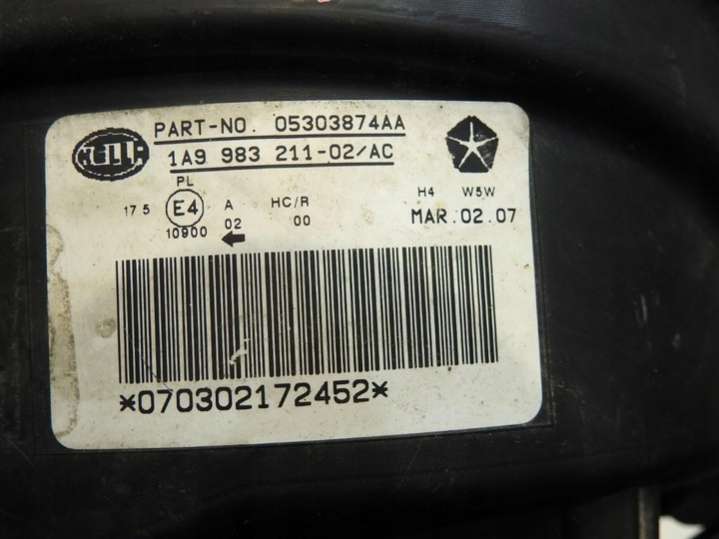 PART-NO. 05303874AA
1A9 983 211-02/AC
PL
17 5 E4 A HC/R H4 W5W
10900 02 00 MAR.02.07
*070302172452*